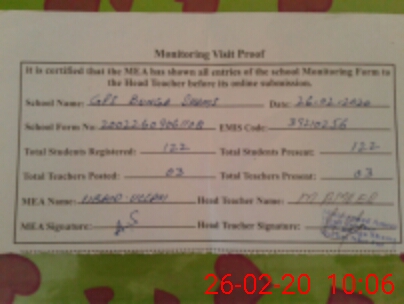 Monitoring Visit Proof
It is certified that the MEA has shown all entries of the school Monitoring Form to
the Head Teacher before its online submission.
School Name: GPS Date: 26-02-2020
School Form No: EMIS Code: 39210256
Total Students Registered: 122 Total Students Present: 122
Total Teachers Posted: 03 Total Teachers Present: 03
MEA Name: Head Teacher Name:
MEA Signature: Head Teacher Signature:
26-02-20 10:06